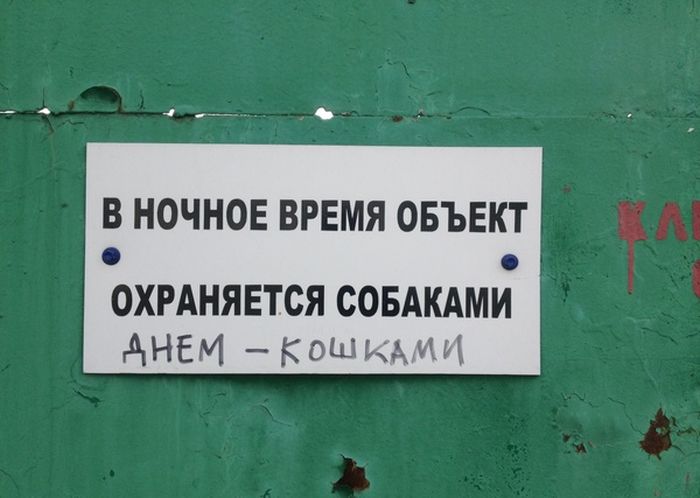 В НОЧНОЕ ВРЕМЯ ОБЪЕКТ
ОХРАНЯЕТСЯ СОБАКАМИ
ДНЕМ – КОШКАМИ